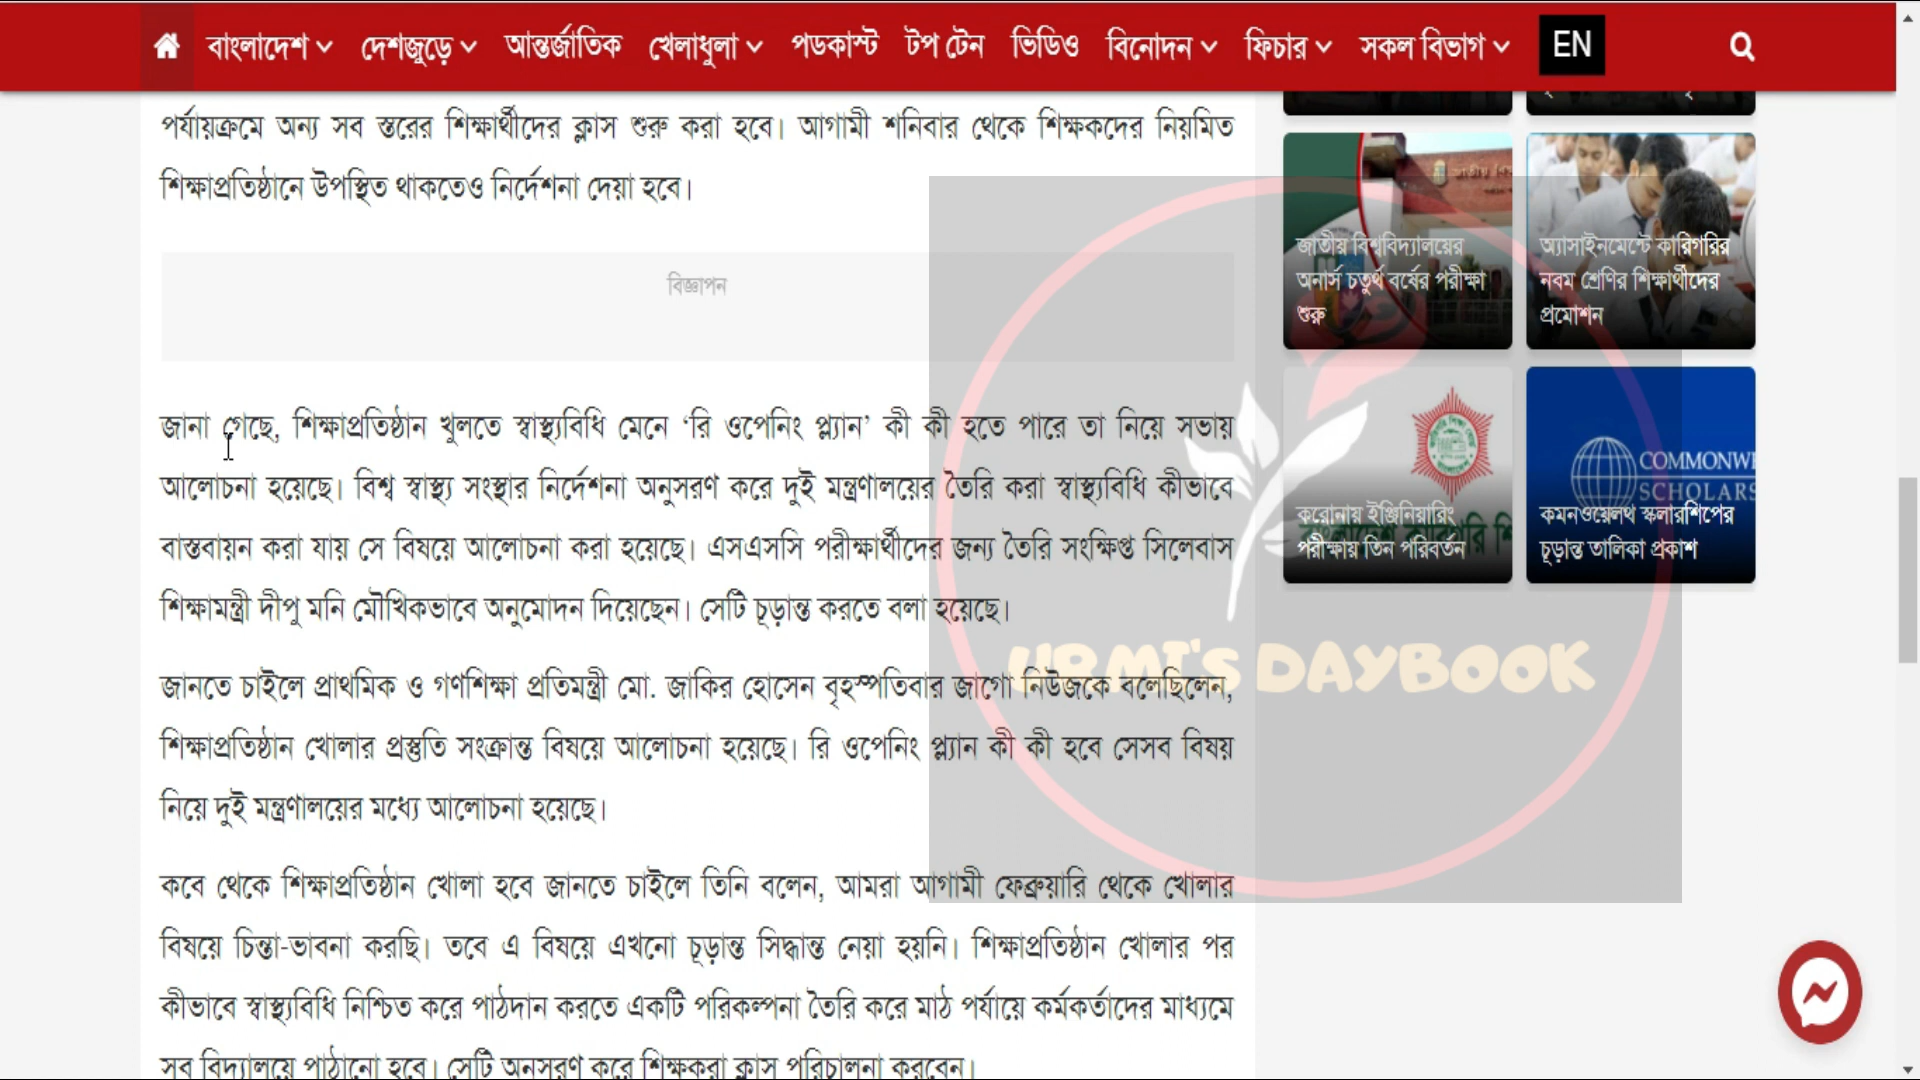 বাংলাদেশ দেশজুড়ে আন্তর্জাতিক খেলাধুলা পডকাস্ট টপ টেন ভিডিও বিনোদন ফিচার সকল বিভাগ EN
পর্যায়ক্রমে অন্য সব স্তরের শিক্ষার্থীদের ক্লাস শুরু করা হবে। আগামী শনিবার থেকে শিক্ষকদের নিয়মিত
শিক্ষাপ্রতিষ্ঠানে উপস্থিত থাকতেও নির্দেশনা দেয়া হবে।
বিজ্ঞাপন
জানা গেছে, শিক্ষাপ্রতিষ্ঠান খুলতে স্বাস্থ্যবিধি মেনে ‘রি ওপেনিং প্ল্যান’ কী কী হতে পারে তা নিয়ে সভায়
আলোচনা হয়েছে। বিশ্ব স্বাস্থ্য সংস্থার নির্দেশনা অনুসরণ করে দুই মন্ত্রণালয়ের তৈরি করা স্বাস্থ্যবিধি কীভাবে
বাস্তবায়ন করা যায় সে বিষয়ে আলোচনা করা হয়েছে। এসএসসি পরীক্ষার্থীদের জন্য তৈরি সংক্ষিপ্ত সিলেবাস
শিক্ষামন্ত্রী দীপু মনি মৌখিকভাবে অনুমোদন দিয়েছেন। সেটি চূড়ান্ত করতে বলা হয়েছে।
জানতে চাইলে প্রাথমিক ও গণশিক্ষা প্রতিমন্ত্রী মো. জাকির হোসেন বৃহস্পতিবার জাগো নিউজকে বলেছিলেন,
শিক্ষাপ্রতিষ্ঠান খোলার প্রস্তুতি সংক্রান্ত বিষয়ে আলোচনা হয়েছে। রি ওপেনিং প্ল্যান কী কী হবে সেসব বিষয়
নিয়ে দুই মন্ত্রণালয়ের মধ্যে আলোচনা হয়েছে।
কবে থেকে শিক্ষাপ্রতিষ্ঠান খোলা হবে জানতে চাইলে তিনি বলেন, আমরা আগামী ফেব্রুয়ারি থেকে খোলার
বিষয়ে চিন্তা-ভাবনা করছি। তবে এ বিষয়ে এখনো চূড়ান্ত সিদ্ধান্ত নেয়া হয়নি। শিক্ষাপ্রতিষ্ঠান খোলার পর
কীভাবে স্বাস্থ্যবিধি নিশ্চিত করে পাঠদান করতে একটি পরিকল্পনা তৈরি করে মাঠ পর্যায়ে কর্মকর্তাদের মাধ্যমে
সব বিদ্যালয়ে পাঠানো হবে। সেটি অনুসরণ করে শিক্ষকরা ক্লাস পরিচালনা করবেন।
জাতীয় বিশ্ববিদ্যালয়ের
অনার্স চতুর্থ বর্ষের পরীক্ষা
শুরু
অ্যাসাইনমেন্টে কারিগরির
নবম শ্রেণির শিক্ষার্থীদের
প্রমোশন
করোনায় ইঞ্জিনিয়ারিং
পরীক্ষায় তিন পরিবর্তন
COMMONWE
SCHOLARS
কমনওয়েলথ স্কলারশিপের
চূড়ান্ত তালিকা প্রকাশ
URMI'S DAYBOOK